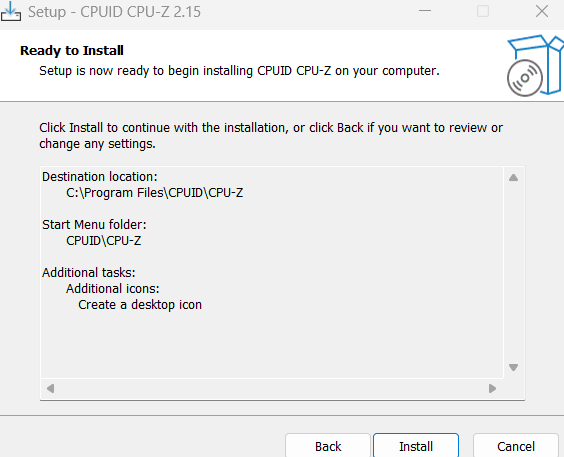 Setup - CPUID CPU-Z 2.15
Ready to Install
Setup is now ready to begin installing CPUID CPU-Z on your computer.
Click Install to continue with the installation, or click Back if you want to review or
change any settings.
Destination location:
C:\Program Files\CPUID\CPU-Z
Start Menu folder:
CPUID\CPU-Z
Additional tasks:
Additional icons:
Create a desktop icon
Back
Install
Cancel